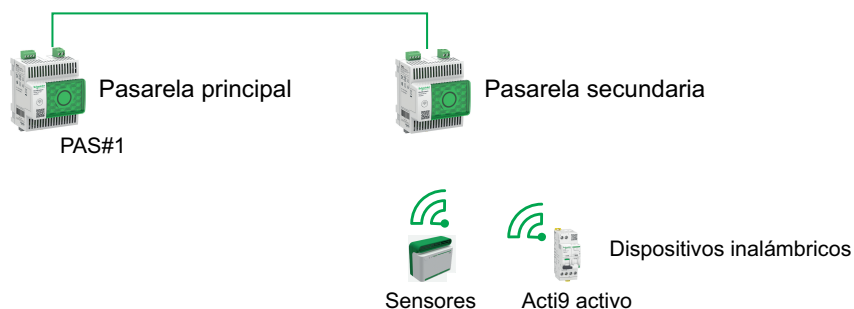 Pasarela principal
Pasarela secundaria
PAS#1
Dispositivos inalámbricos
Sensores
Acti9 activo